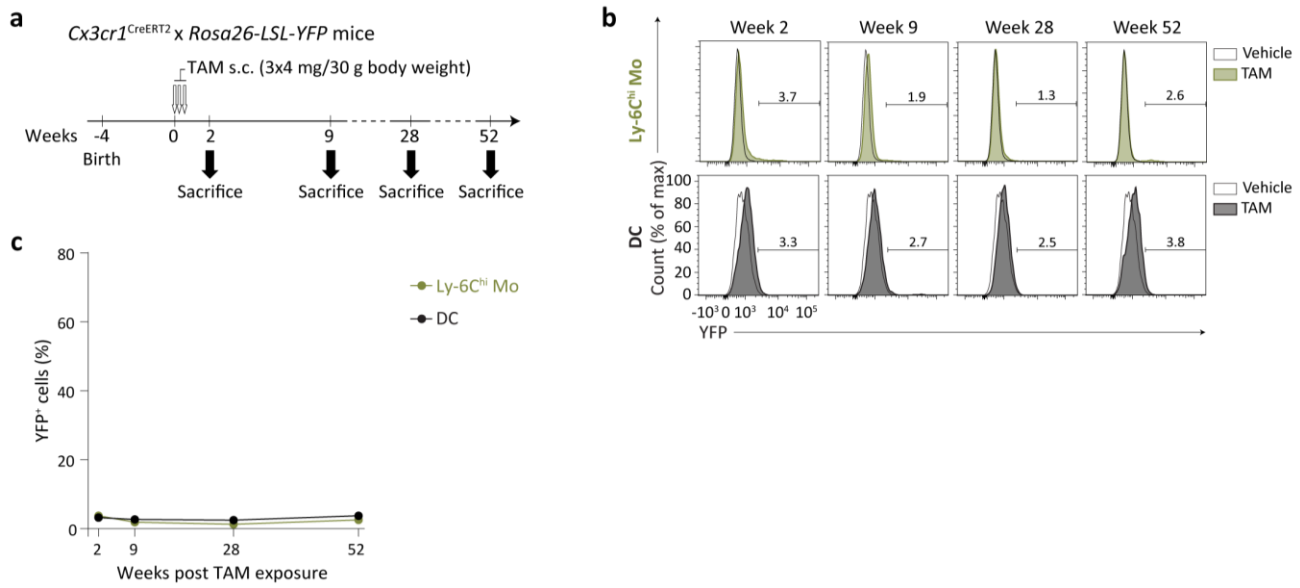 a
Cx3cr1CreERT2 x Rosa26-LSL-YFP mice
TAM s.c. (3x4 mg/30 g body weight)
Weeks -4 0 2 9 28 52
Birth
Sacrifice Sacrifice Sacrifice Sacrifice
b
Week 2 Week 9 Week 28 Week 52
Ly-6Chi Mo
3.7 1.9 1.3 2.6
Vehicle
TAM
DC
Count (% of max)
100
80
60
40
20
0
3.3 2.7 2.5 3.8
Vehicle
TAM
-10³ 0 10³ 10⁴ 10⁵
YFP
c
YFP+ cells (%)
80
60
40
20
0
Ly-6Chi Mo
DC
2 9 28 52
Weeks post TAM exposure